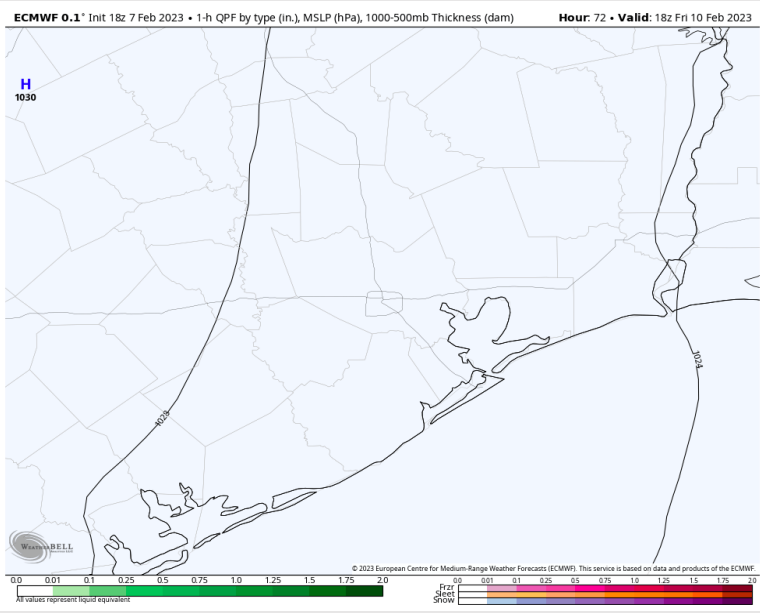 ECMWF 0.1° Init 18z 7 Feb 2023 • 1-h QPF by type (in.), MSLP (hPa), 1000-500mb Thickness (dam)
Hour: 72 • Valid: 18z Fri 10 Feb 2023
H
1030
1028
1024
WeatherBELL
© 2023 European Centre for Medium-Range Weather Forecasts (ECMWF). This service is based on data and products of the ECMWF.
0.0 0.01 0.1 0.25 0.5 0.75 1.0 1.25 1.5 1.75 2.0
All values represent liquid equivalent
0.0 0.01 0.1 0.25 0.5 0.75 1.0 1.25 1.5 1.75 2.0
Frz
Sleet
Snow